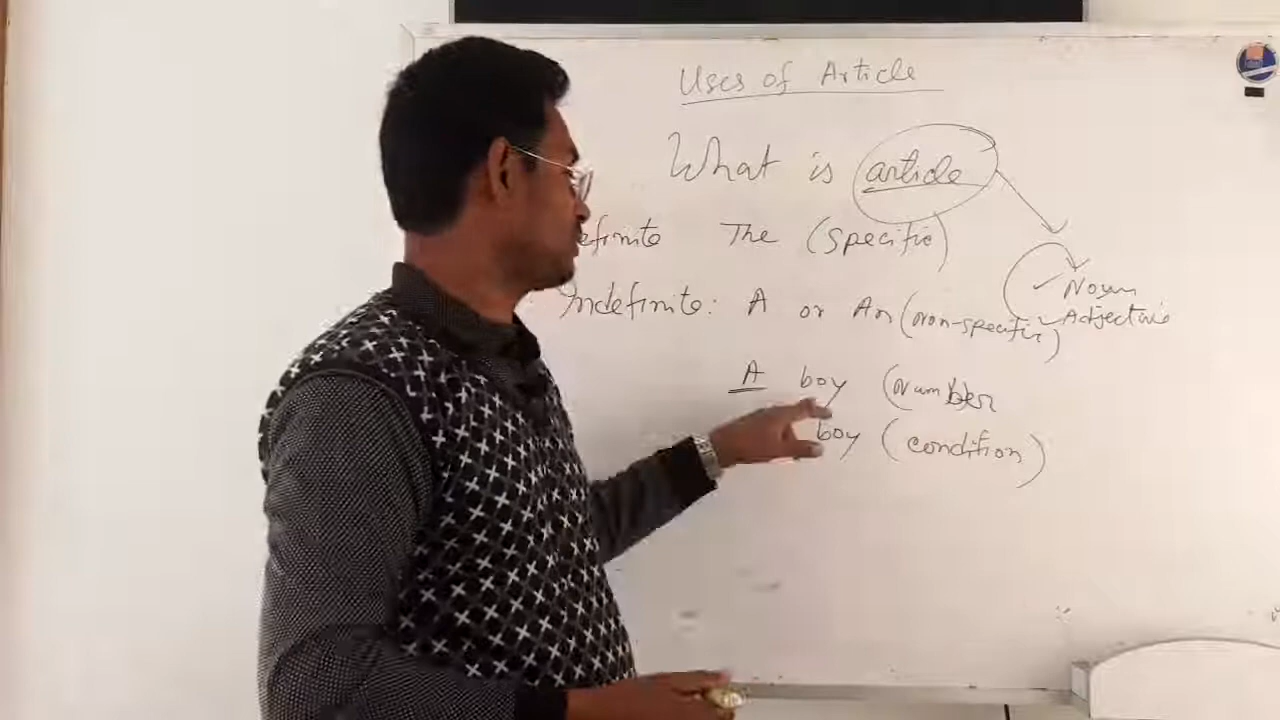 Uses of Article
What is article
efinite The (specific)
Indefinite: A or An (non-specific)
Noun
Adjective
A boy (Number
boy (condition)